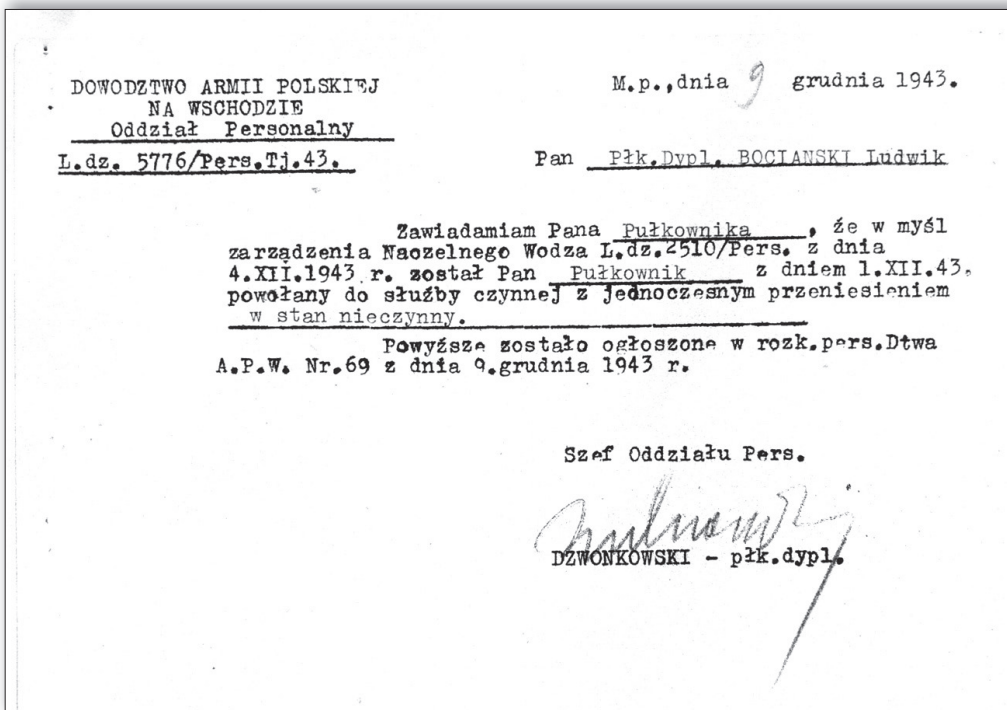 DOWODZTWO ARMII POLSKIEJ
NA WSCHODZIE
Oddział Personalny
L.dz. 5776/Pers.Tj.43.
M.p.,dnia 9 grudnia 1943.
Pan Płk.Dypl. BOCIANSKI Ludwik
Zawiadamiam Pana Pułkownika , że w myśl
zarządzenia Naczelnego Wodza L.dz.2510/Pers. z dnia
4.XII.1943 r. został Pan Pułkownik z dniem 1.XII.43.
powołany do służby czynnej z jednoczesnym przeniesieniem
w stan nieczynny.
Powyższe zostało ogłoszone w rozk.pers.Dtwa
A.P.W. Nr.69 z dnia 9.grudnia 1943 r.
Szef Oddziału Pers.
DZWONKOWSKI - płk.dypl.